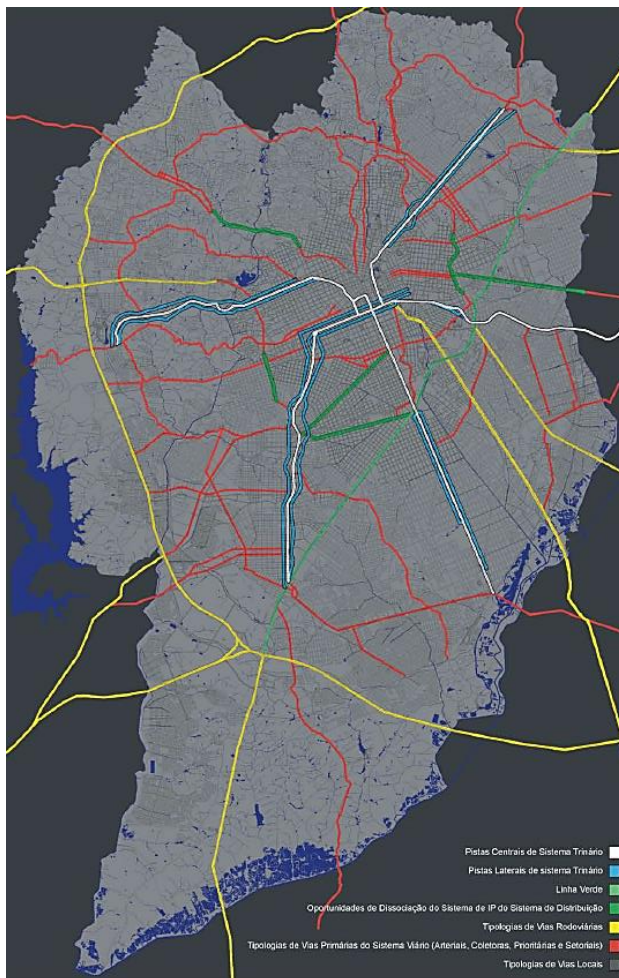 Pistas Centrais de Sistema Trinário
Pistas Laterais de sistema Trinário
Linha Verde
Oportunidades de Dissociação do Sistema de IP do Sistema de Distribuição
Tipologias de Vias Rodoviárias
Tipologias de Vias Primárias do Sistema Viário (Arteriais, Coletoras, Prioritárias e Setoriais)
Tipologias de Vias Locais